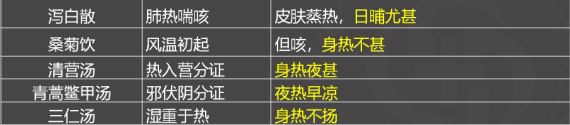 泻白散 肺热喘咳 皮肤蒸热，日晡尤甚
桑菊饮 风温初起 但咳，身热不甚
清营汤 热入营分证 身热夜甚
青蒿鳖甲汤 邪伏阴分证 夜热早凉
三仁汤 湿重于热 身热不扬